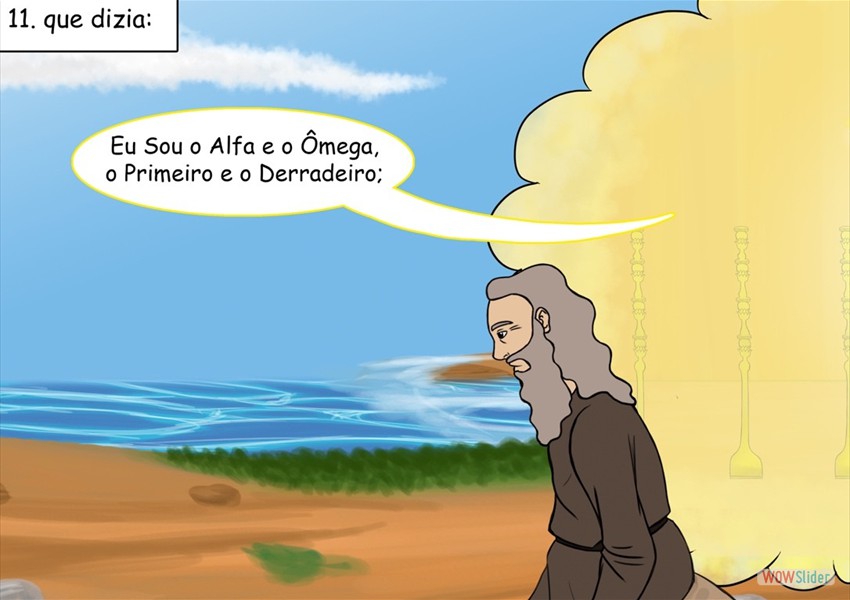 11. que dizia:
Eu Sou o Alfa e o Ômega,
o Primeiro e o Derradeiro;
WOWSlider